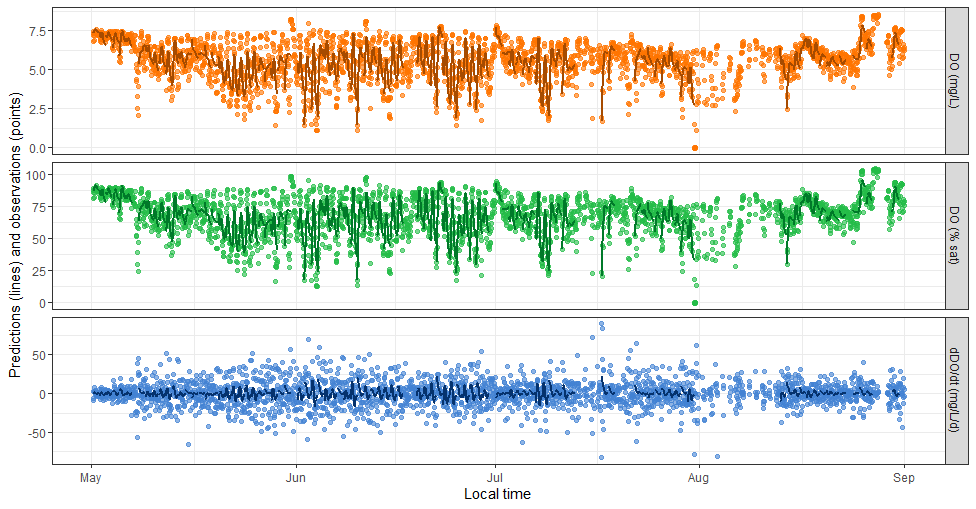 Predictions (lines) and observations (points)
7.5
5.0
2.5
0.0
DO (mg/L)
100
75
50
25
0
DO (% sat)
50
0
-50
dDO/dt (mg/L/d)
May
Jun
Jul
Aug
Sep
Local time